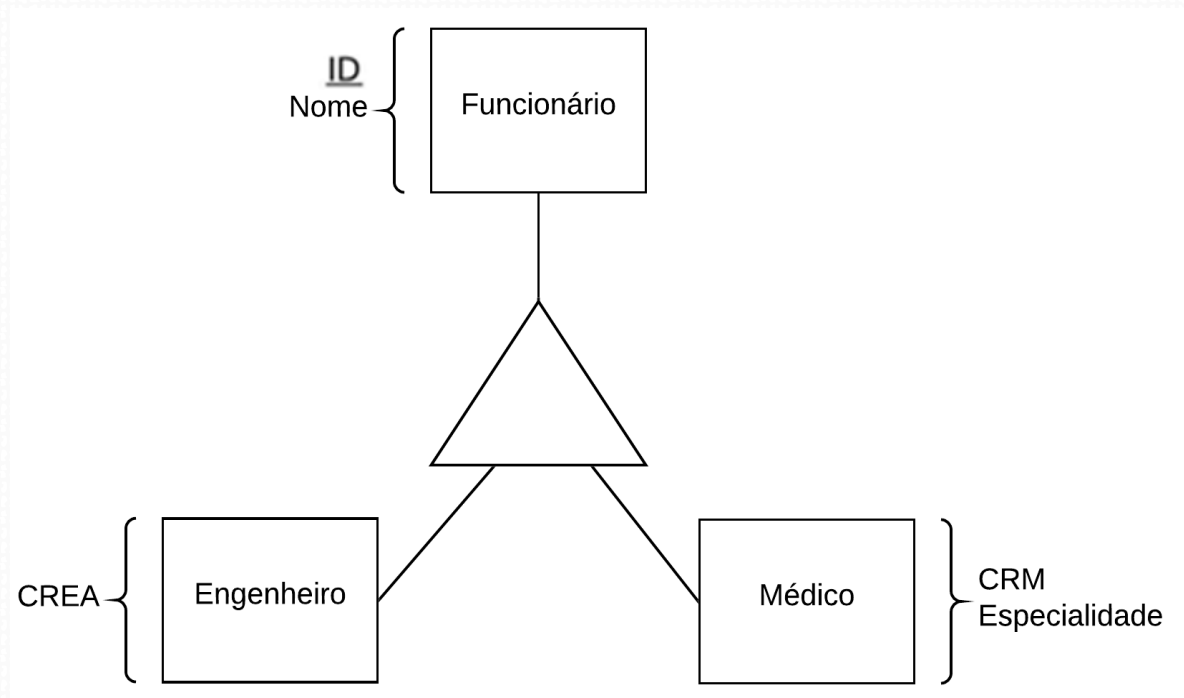 ID
Nome
Funcionário
CREA
Engenheiro
Médico
CRM
Especialidade